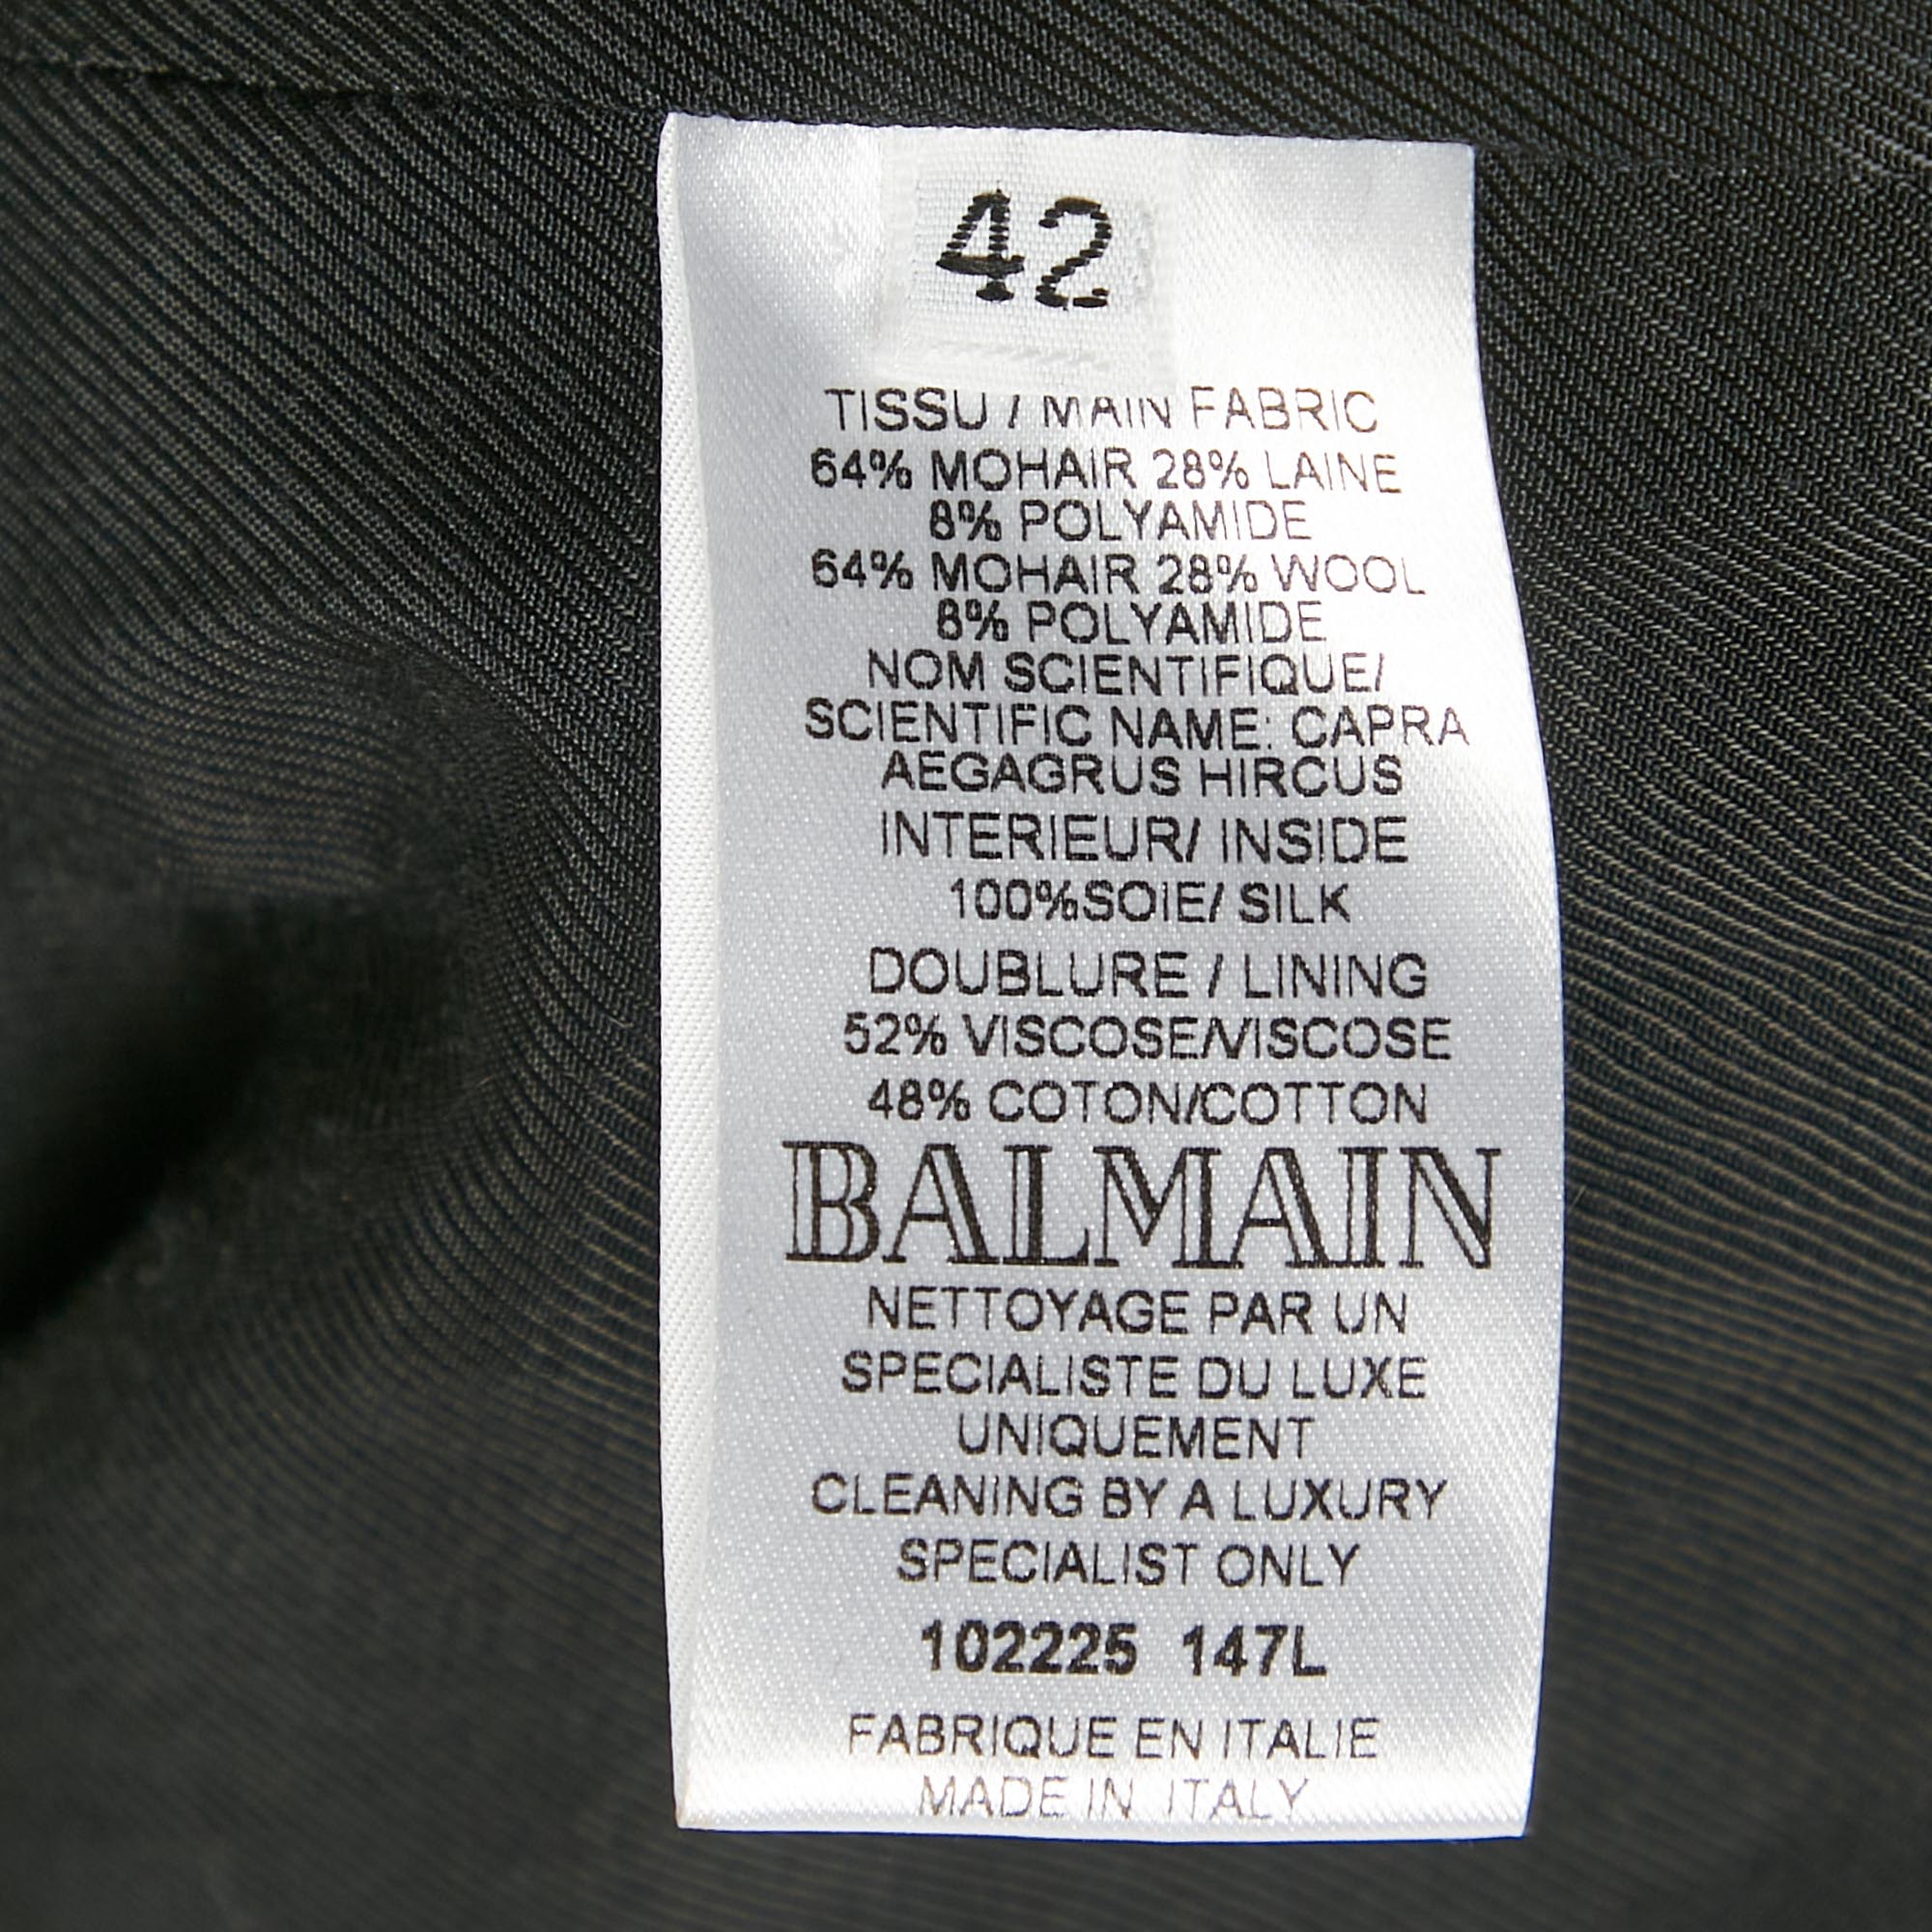 42
TISSU / MAIN FABRIC
64% MOHAIR 28% LAINE
8% POLYAMIDE
64% MOHAIR 28% WOOL
8% POLYAMIDE
NOM SCIENTIFIQUE/
SCIENTIFIC NAME: CAPRA
AEGAGRUS HIRCUS
INTERIEUR/ INSIDE
100%SOIE/ SILK
DOUBLURE / LINING
52% VISCOSE/VISCOSE
48% COTON/COTTON
BALMAIN
NETTOYAGE PAR UN
SPECIALISTE DU LUXE
UNIQUEMENT
CLEANING BY A LUXURY
SPECIALIST ONLY
102225 147L
FABRIQUE EN ITALIE
MADE IN ITALY